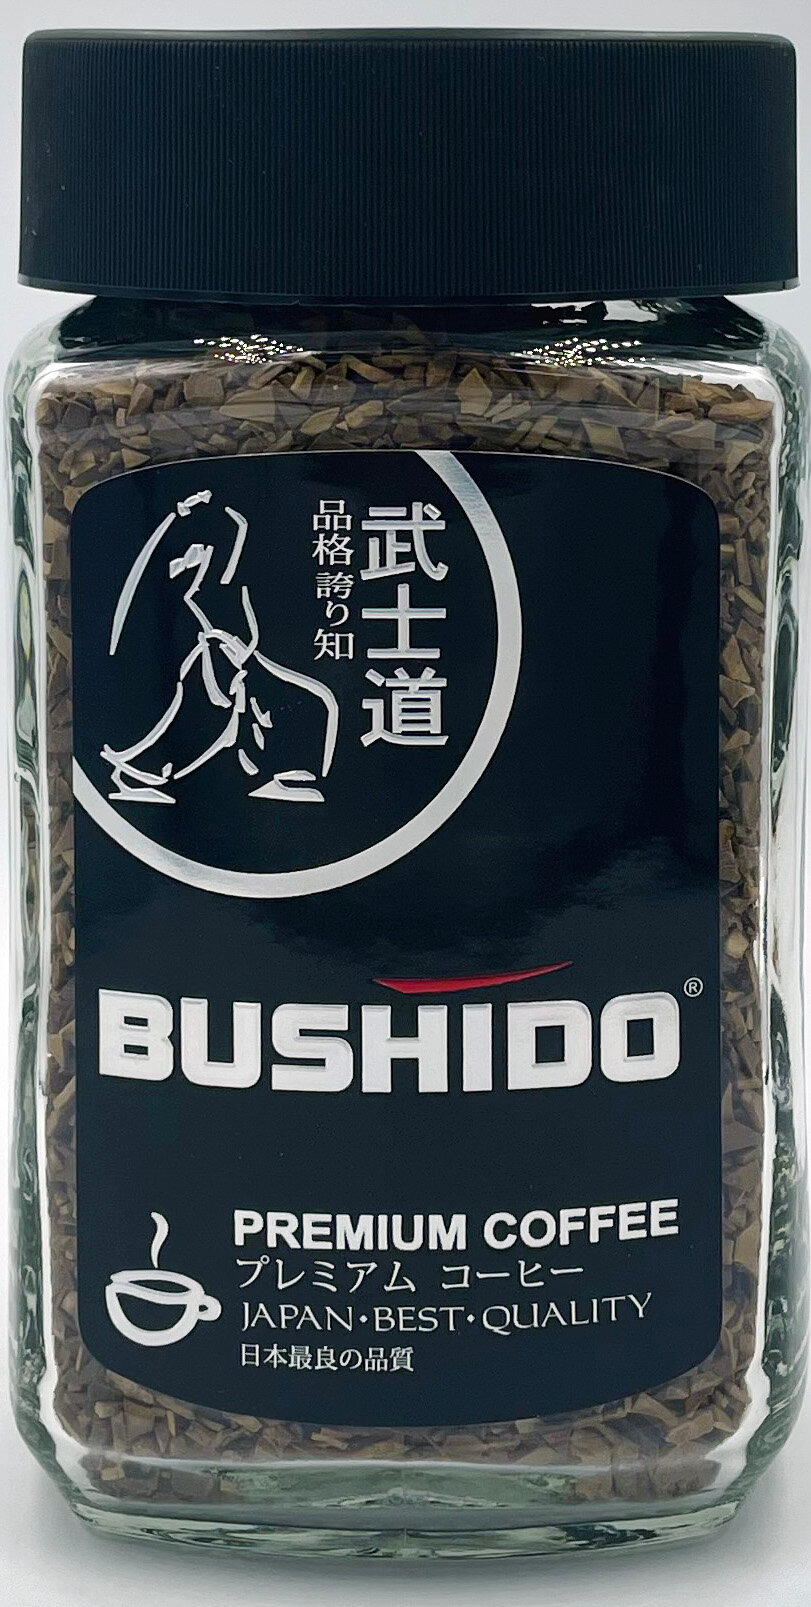 武士道
品格誇り知
BUSHIDO®
PREMIUM COFFEE
プレミアム コーヒー
JAPAN・BEST・QUALITY
日本最良の品質